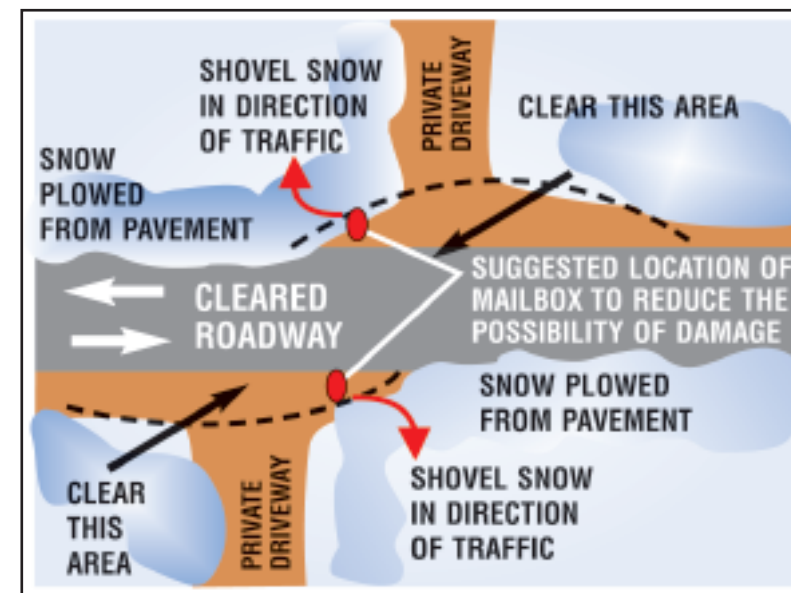 SHOVEL SNOW
IN DIRECTION
OF TRAFFIC
PRIVATE
DRIVEWAY
CLEAR THIS AREA
SNOW
PLOWED
FROM PAVEMENT
CLEARED
ROADWAY
SUGGESTED LOCATION OF
MAILBOX TO REDUCE THE
POSSIBILITY OF DAMAGE
SNOW PLOWED
FROM PAVEMENT
CLEAR
THIS
AREA
PRIVATE
DRIVEWAY
SHOVEL SNOW
IN DIRECTION
OF TRAFFIC